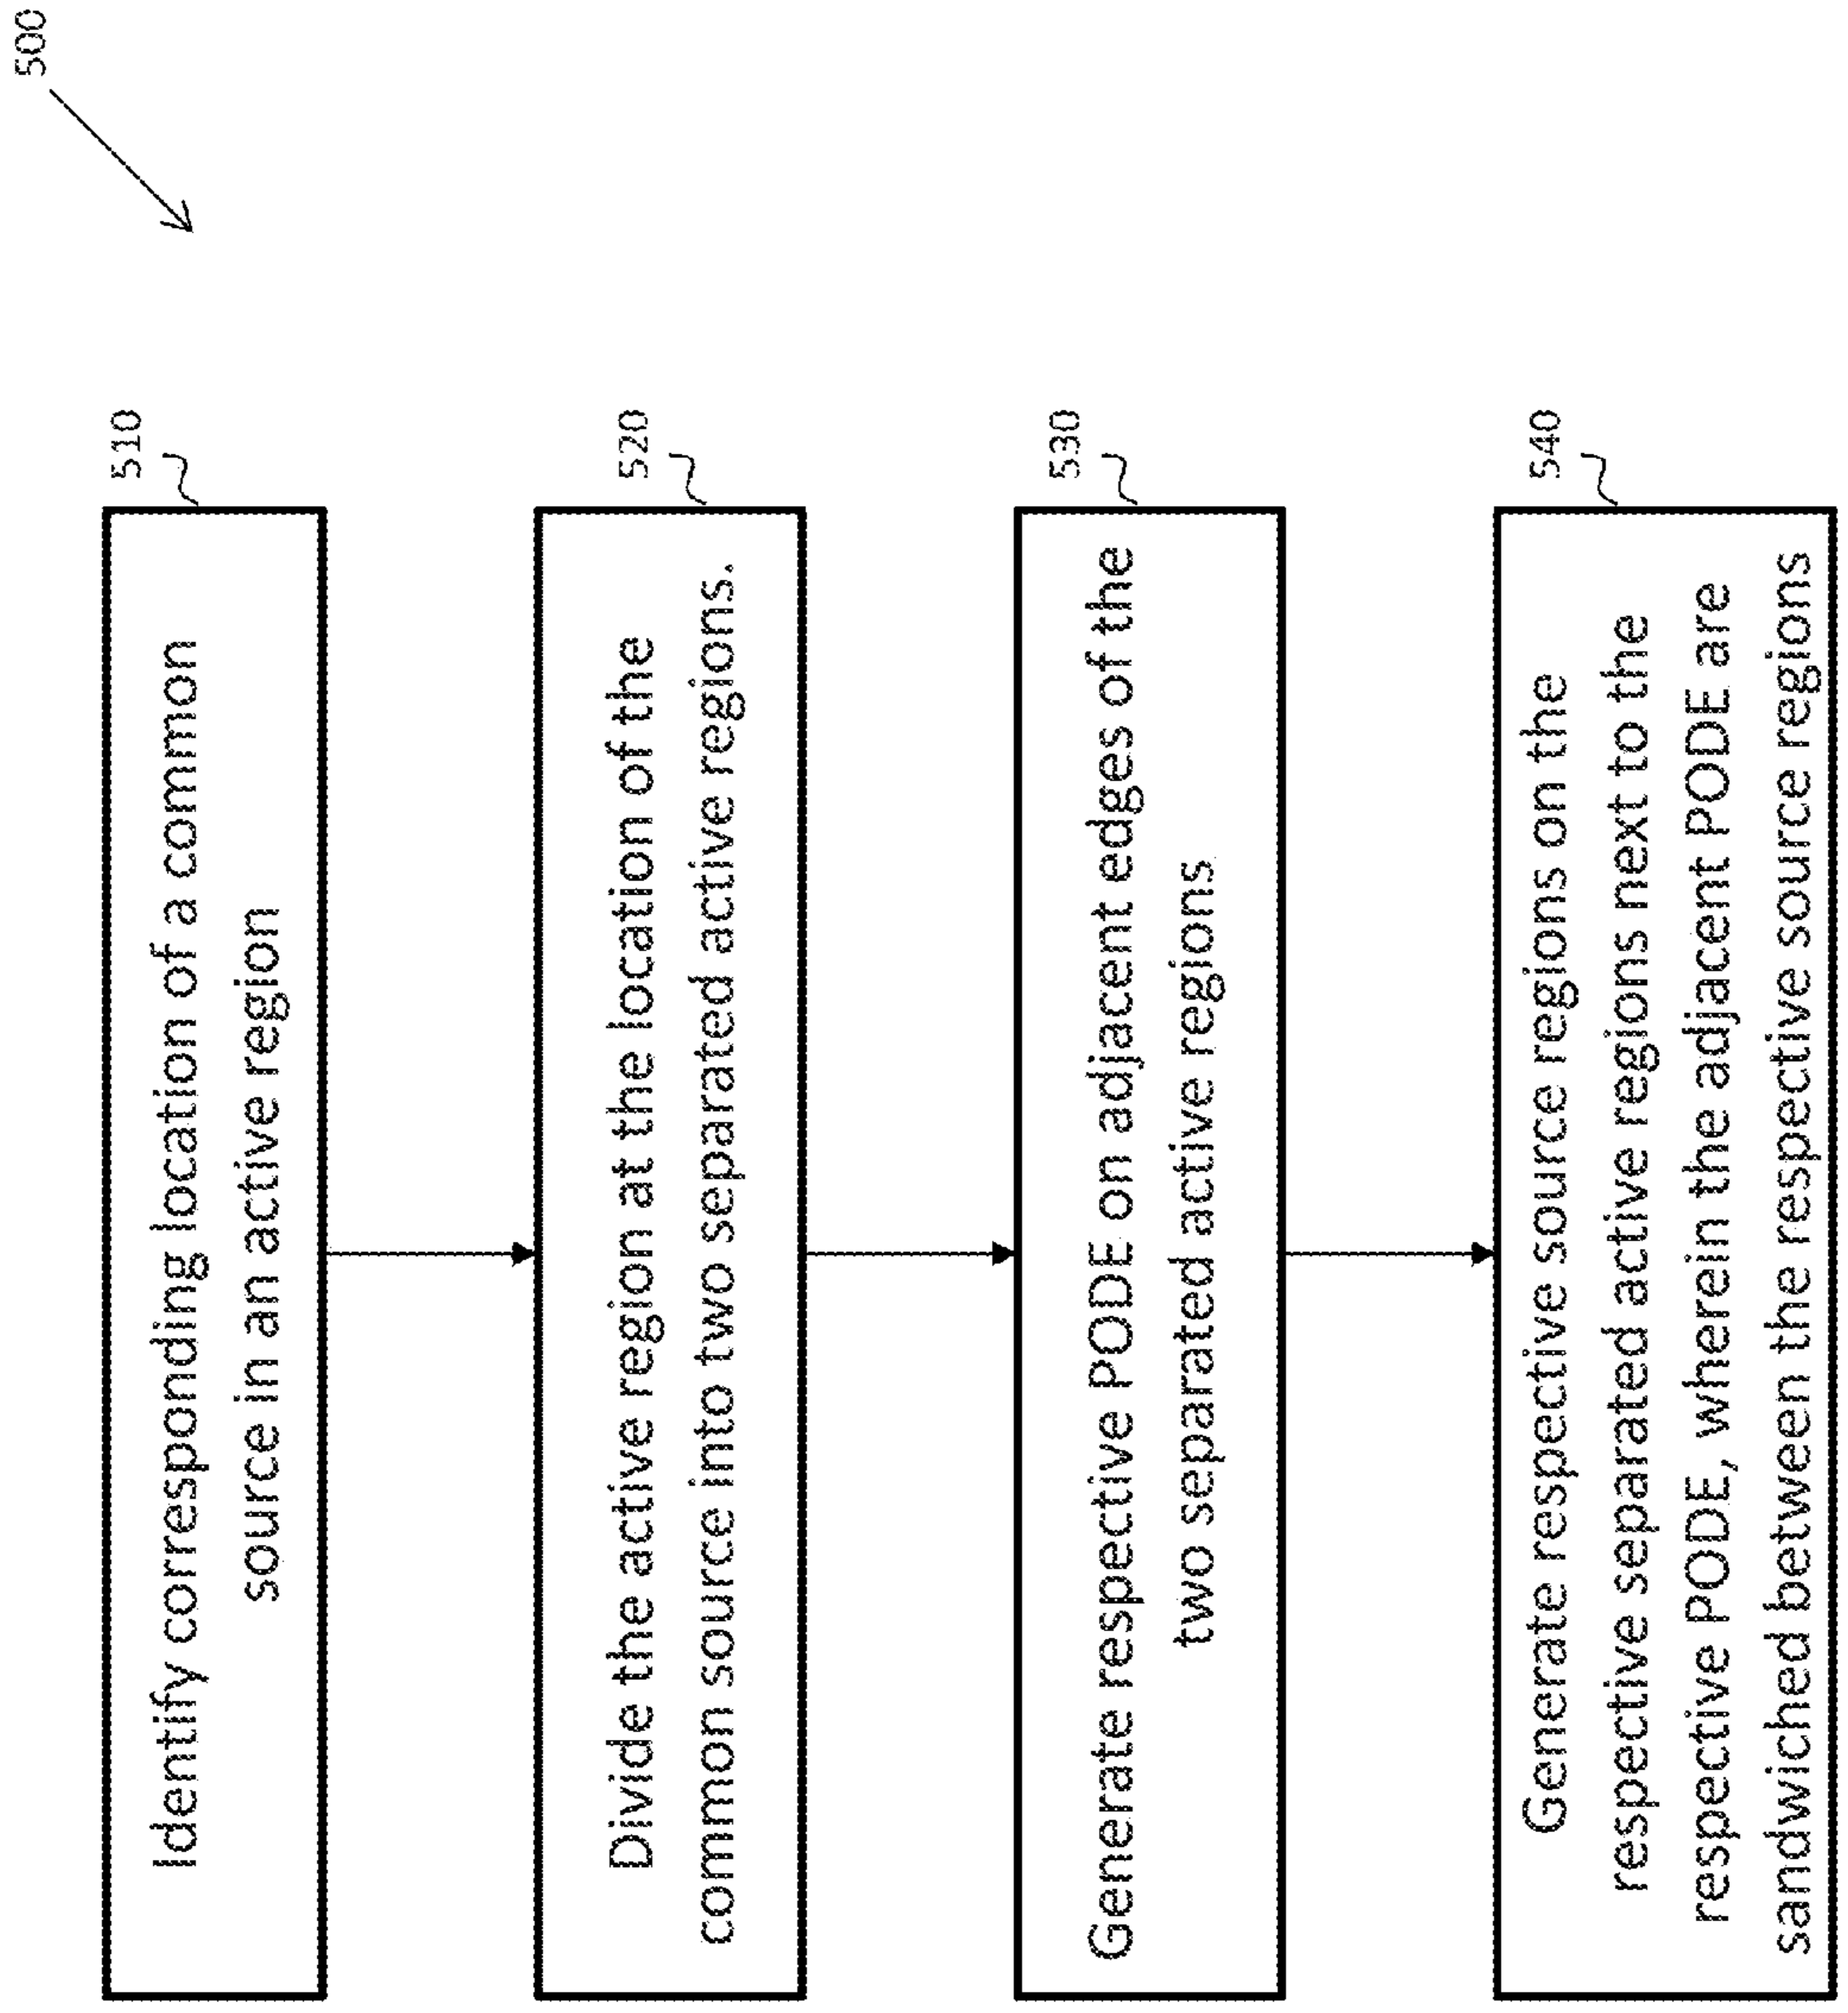 500
510
Identify corresponding location of a common
source in an active region
520
Divide the active region at the location of the
common source into two separated active regions.
530
Generate respective PODE on adjacent edges of the
two separated active regions
540
Generate respective source regions on the
respective separated active regions next to the
respective PODE, wherein the adjacent PODE are
sandwiched between the respective source regions